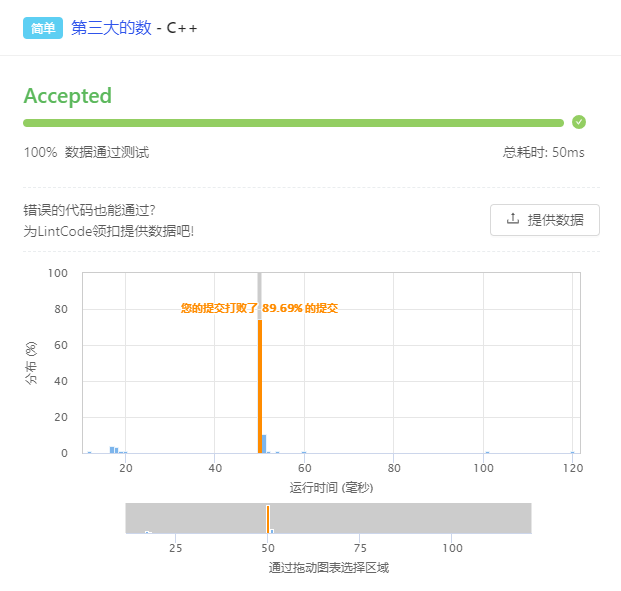 简单 第三大的数 - C++
Accepted
100% 数据通过测试 总耗时: 50ms
错误的代码也能通过?
为LintCode领扣提供数据吧!
提供数据
100
80
60
40
20
0
分布 (%)
您的提交打败了 89.69% 的提交
20 40 60 80 100 120
运行时间 (毫秒)
25 50 75 100
通过拖动图表选择区域